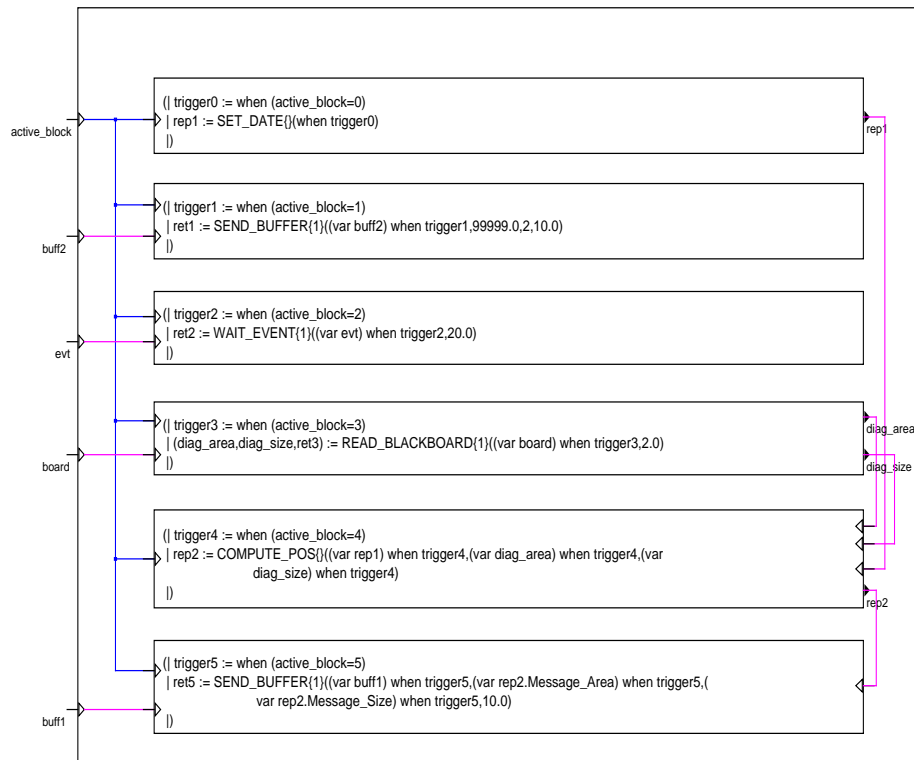 (| trigger0 := when (active_block=0)
| rep1 := SET_DATE{}(when trigger0)
|)
active_block
rep1
(| trigger1 := when (active_block=1)
| ret1 := SEND_BUFFER{1}((var buff2) when trigger1,99999.0,2,10.0)
|)
buff2
(| trigger2 := when (active_block=2)
| ret2 := WAIT_EVENT{1}((var evt) when trigger2,20.0)
|)
evt
(| trigger3 := when (active_block=3)
| (diag_area,diag_size,ret3) := READ_BLACKBOARD{1}((var board) when trigger3,2.0)
|)
diag_area
board
diag_size
(| trigger4 := when (active_block=4)
| rep2 := COMPUTE_POS{}((var rep1) when trigger4,(var diag_area) when trigger4,(var
diag_size) when trigger4)
|)
rep2
(| trigger5 := when (active_block=5)
| ret5 := SEND_BUFFER{1}((var buff1) when trigger5,(var rep2.Message_Area) when trigger5,(
var rep2.Message_Size) when trigger5,10.0)
|)
buff1